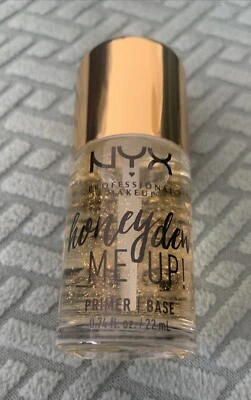 NYX
PROFESSIONAL
MAKEUP
honeydew
ME UP!
PRIMER | BASE
0.74 fl. oz. / 22 mL